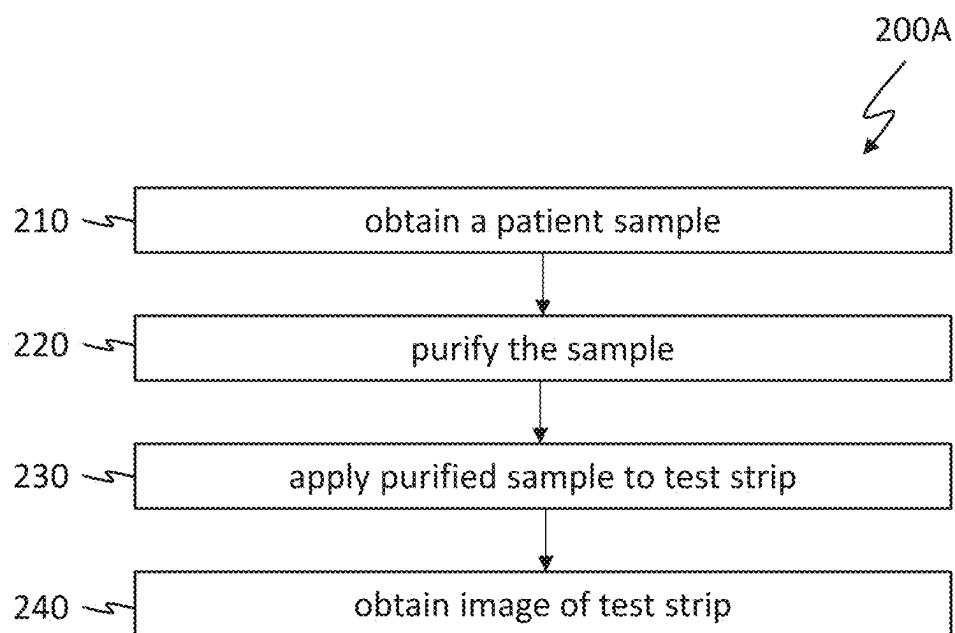 200A
210 obtain a patient sample
220 purify the sample
230 apply purified sample to test strip
240 obtain image of test strip